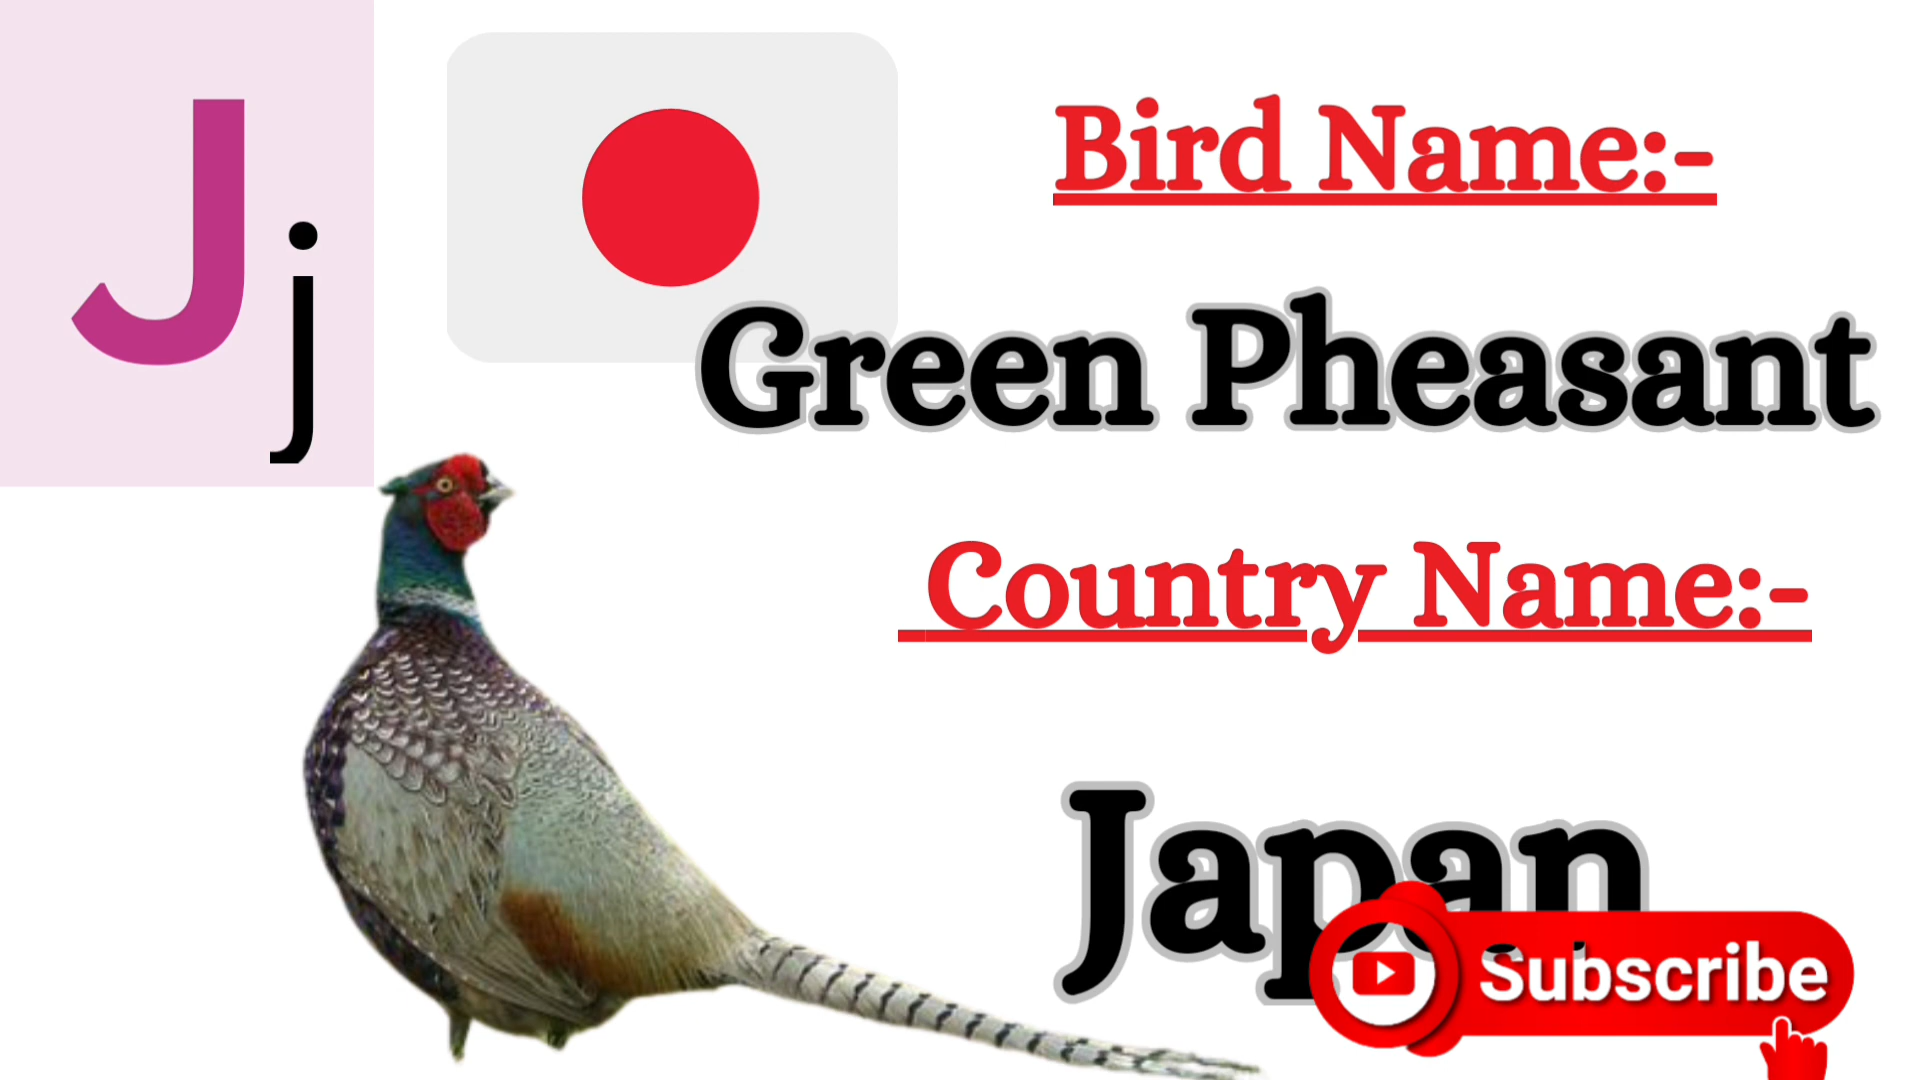 Jj
Bird Name:-
Green Pheasant
Country Name:-
Japan
Subscribe